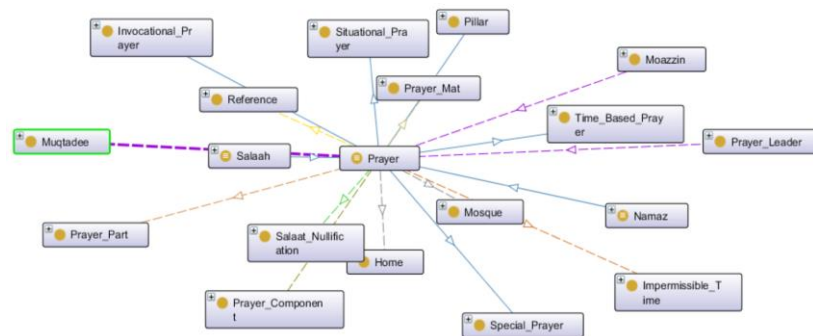 Invocational_Pr
ayer
Situational_Pra
yer
Pillar
Moazzin
Reference
Prayer_Mat
Time_Based_Pray
er
Muqtadee
Salaah
Prayer
Prayer_Leader
Prayer_Part
Salaat_Nullific
ation
Mosque
Namaz
Home
Prayer_Componen
t
Impermissible_T
ime
Special_Prayer